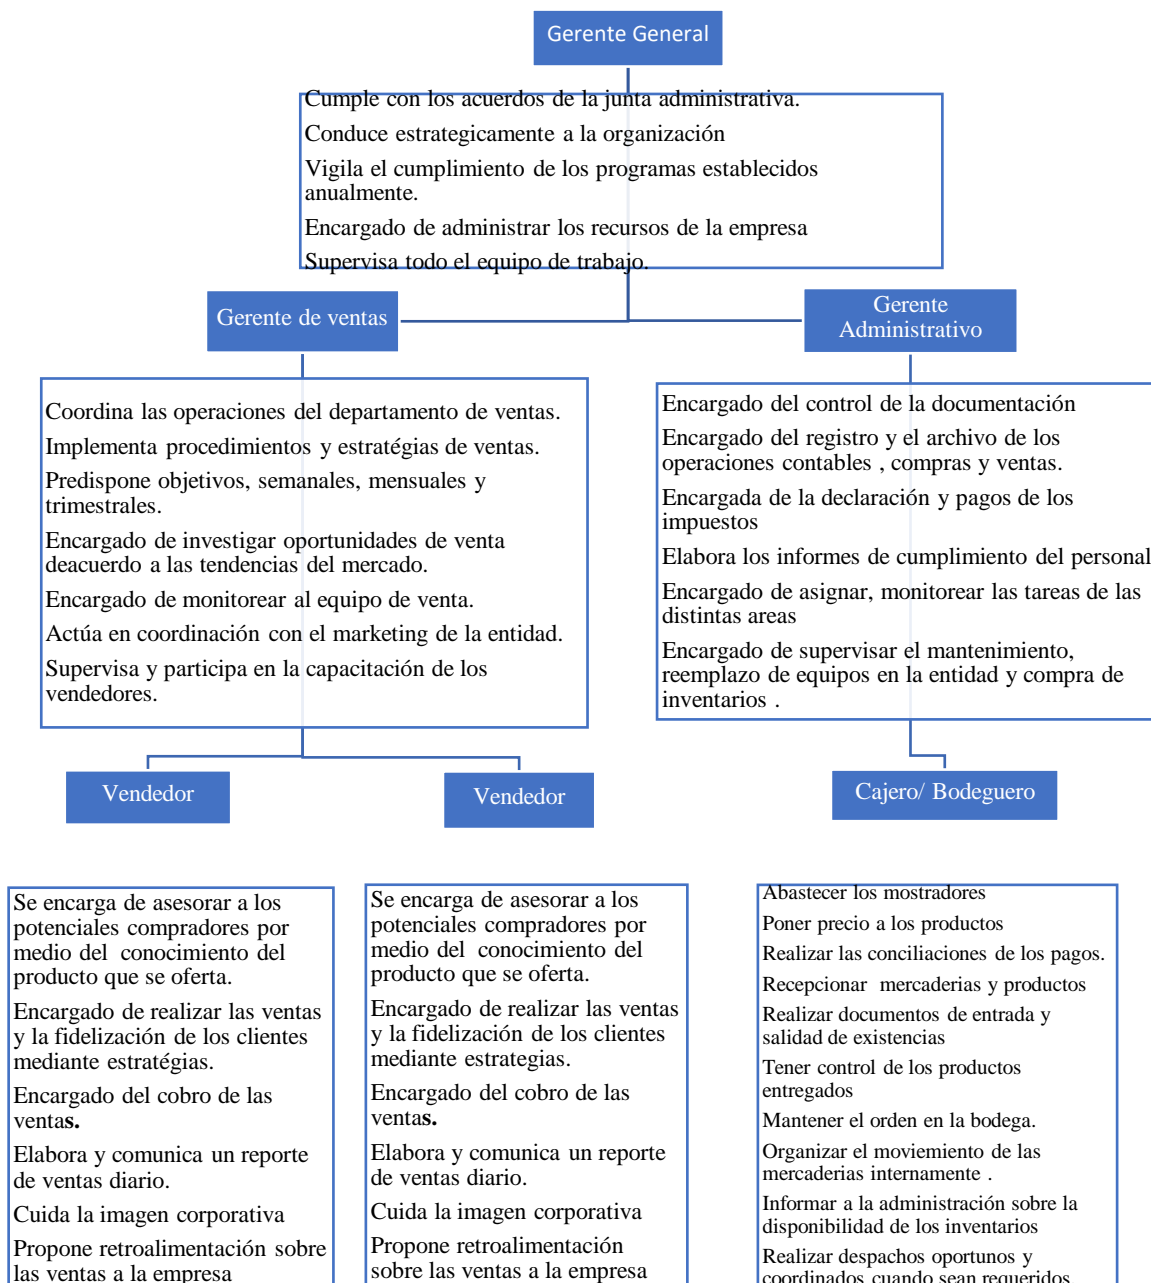 Gerente General
Cumple con los acuerdos de la junta administrativa.
Conduce estrategicamente a la organización
Vigila el cumplimiento de los programas establecidos
anualmente.
Encargado de administrar los recursos de la empresa
Supervisa todo el equipo de trabajo.
Gerente de ventas
Gerente
Administrativo
Coordina las operaciones del departamento de ventas.
Implementa procedimientos y estratégias de ventas.
Predispone objetivos, semanales, mensuales y
trimestrales.
Encargado de investigar oportunidades de venta
deacuerdo a las tendencias del mercado.
Encargado de monitorear al equipo de venta.
Actúa en coordinación con el marketing de la entidad.
Supervisa y participa en la capacitación de los
vendedores.
Encargado del control de la documentación
Encargado del registro y el archivo de los
operaciones contables , compras y ventas.
Encargada de la declaración y pagos de los
impuestos
Elabora los informes de cumplimiento del personal
Encargado de asignar, monitorear las tareas de las
distintas areas
Encargado de supervisar el mantenimiento,
reemplazo de equipos en la entidad y compra de
inventarios .
Vendedor
Vendedor
Cajero/ Bodeguero
Se encarga de asesorar a los
potenciales compradores por
medio del conocimiento del
producto que se oferta.
Encargado de realizar las ventas
y la fidelización de los clientes
mediante estratégias.
Encargado del cobro de las
ventas.
Elabora y comunica un reporte
de ventas diario.
Cuida la imagen corporativa
Propone retroalimentación sobre
las ventas a la empresa
Se encarga de asesorar a los
potenciales compradores por
medio del conocimiento del
producto que se oferta.
Encargado de realizar las ventas
y la fidelización de los clientes
mediante estrategias.
Encargado del cobro de las
ventas.
Elabora y comunica un reporte
de ventas diario.
Cuida la imagen corporativa
Propone retroalimentación
sobre las ventas a la empresa
Abastecer los mostradores
Poner precio a los productos
Realizar las conciliaciones de los pagos.
Recepcionar mercaderias y productos
Realizar documentos de entrada y
salidad de existencias
Tener control de los productos
entregados
Mantener el orden en la bodega.
Organizar el moviemiento de las
mercaderias internamente .
Informar a la administración sobre la
disponibilidad de los inventarios
Realizar despachos oportunos y
coordinados cuando sean requeridos